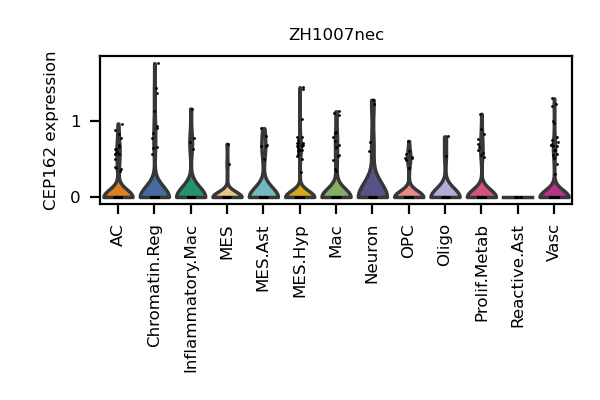 ZH1007nec
CEP162 expression
1
0
AC
Chromatin.Reg
Inflammatory.Mac
MES
MES.Ast
MES.Hyp
Mac
Neuron
OPC
Oligo
Prolif.Metab
Reactive.Ast
Vasc